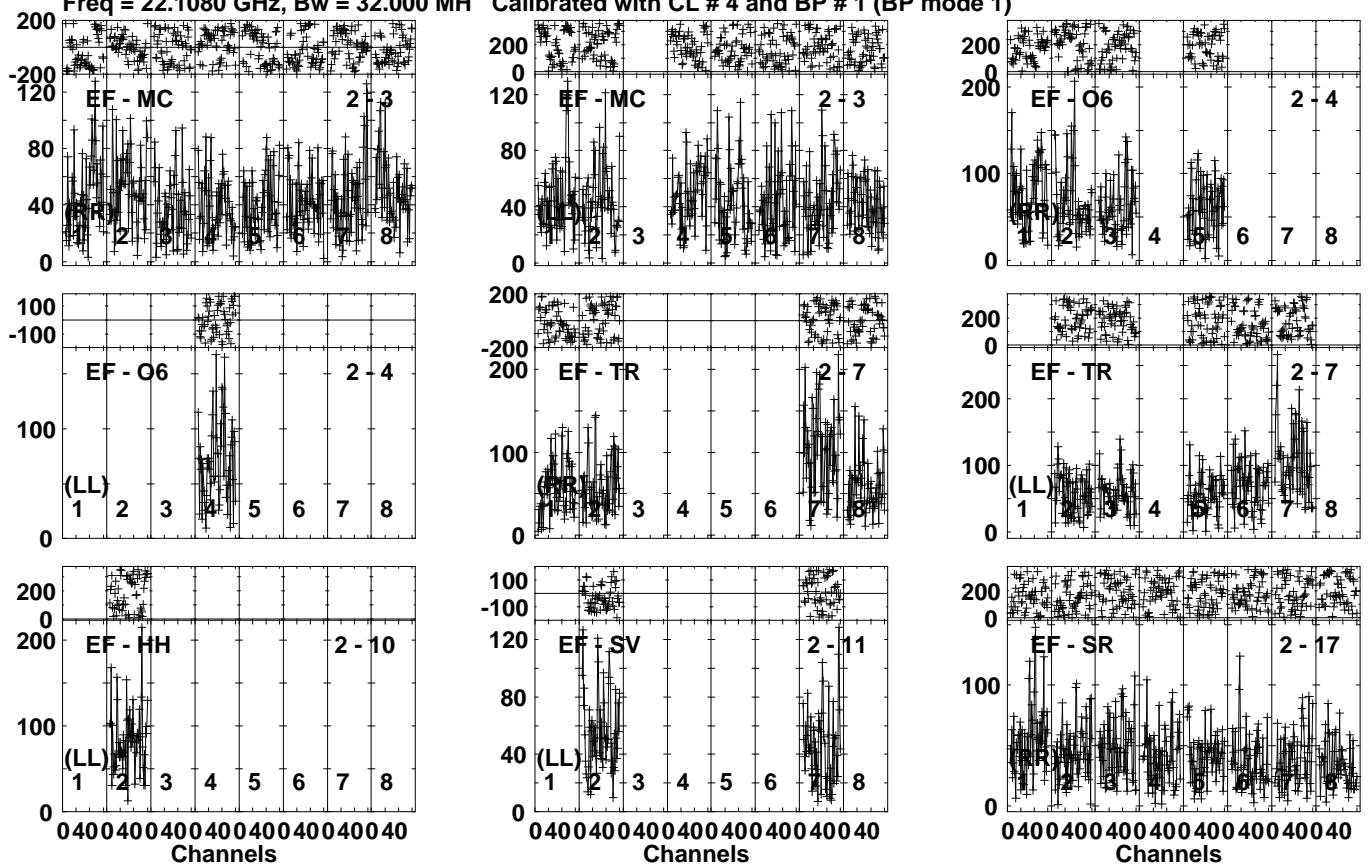 Freq = 22.1080 GHz, Bw = 32.000 MH Calibrated with CL # 4 and BP # 1 (BP mode 1)
200
-200
120
80
40
0
EF - MC 2 - 3
(RR)
1 2 3 4 5 6 7 8
200
0
120
80
40
0
EF - MC 2 - 3
(LL)
1 2 3 4 5 6 7 8
200
0
200
100
0
EF - O6 2 - 4
(RR)
1 2 3 4 5 6 7 8
100
-100
100
0
EF - O6 2 - 4
(LL)
1 2 3 4 5 6 7 8
200
-200
200
100
0
EF - TR 2 - 7
(RR)
1 2 3 4 5 6 7 8
200
0
200
100
0
EF - TR 2 - 7
(LL)
1 2 3 4 5 6 7 8
200
0
200
100
0
EF - HH 2 - 10
(LL)
1 2 3 4 5 6 7 8
0 40 0 40 0 40 0 40 0 40 0 40 0 40 0 40
Channels
100
-100
120
80
40
0
EF - SV 2 - 11
(LL)
1 2 3 4 5 6 7 8
0 40 0 40 0 40 0 40 0 40 0 40 0 40 0 40
Channels
200
0
100
0
EF - SR 2 - 17
(RR)
1 2 3 4 5 6 7 8
0 40 0 40 0 40 0 40 0 40 0 40 0 40 0 40
Channels